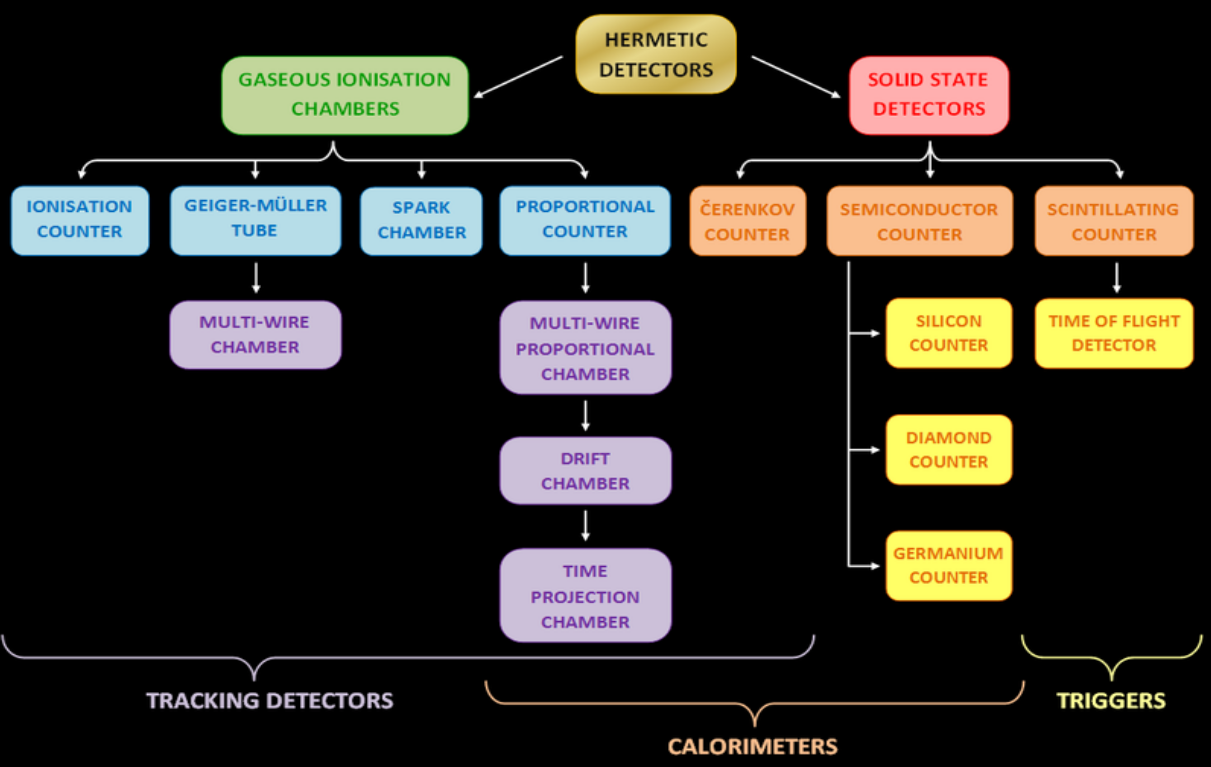 HERMETIC
DETECTORS
GASEOUS IONISATION
CHAMBERS
SOLID STATE
DETECTORS
IONISATION
COUNTER
GEIGER-MÜLLER
TUBE
SPARK
CHAMBER
PROPORTIONAL
COUNTER
ČERENKOV
COUNTER
SEMICONDUCTOR
COUNTER
SCINTILLATING
COUNTER
MULTI-WIRE
CHAMBER
MULTI-WIRE
PROPORTIONAL
CHAMBER
SILICON
COUNTER
TIME OF FLIGHT
DETECTOR
DRIFT
CHAMBER
DIAMOND
COUNTER
TIME
PROJECTION
CHAMBER
GERMANIUM
COUNTER
TRACKING DETECTORS
CALORIMETERS
TRIGGERS